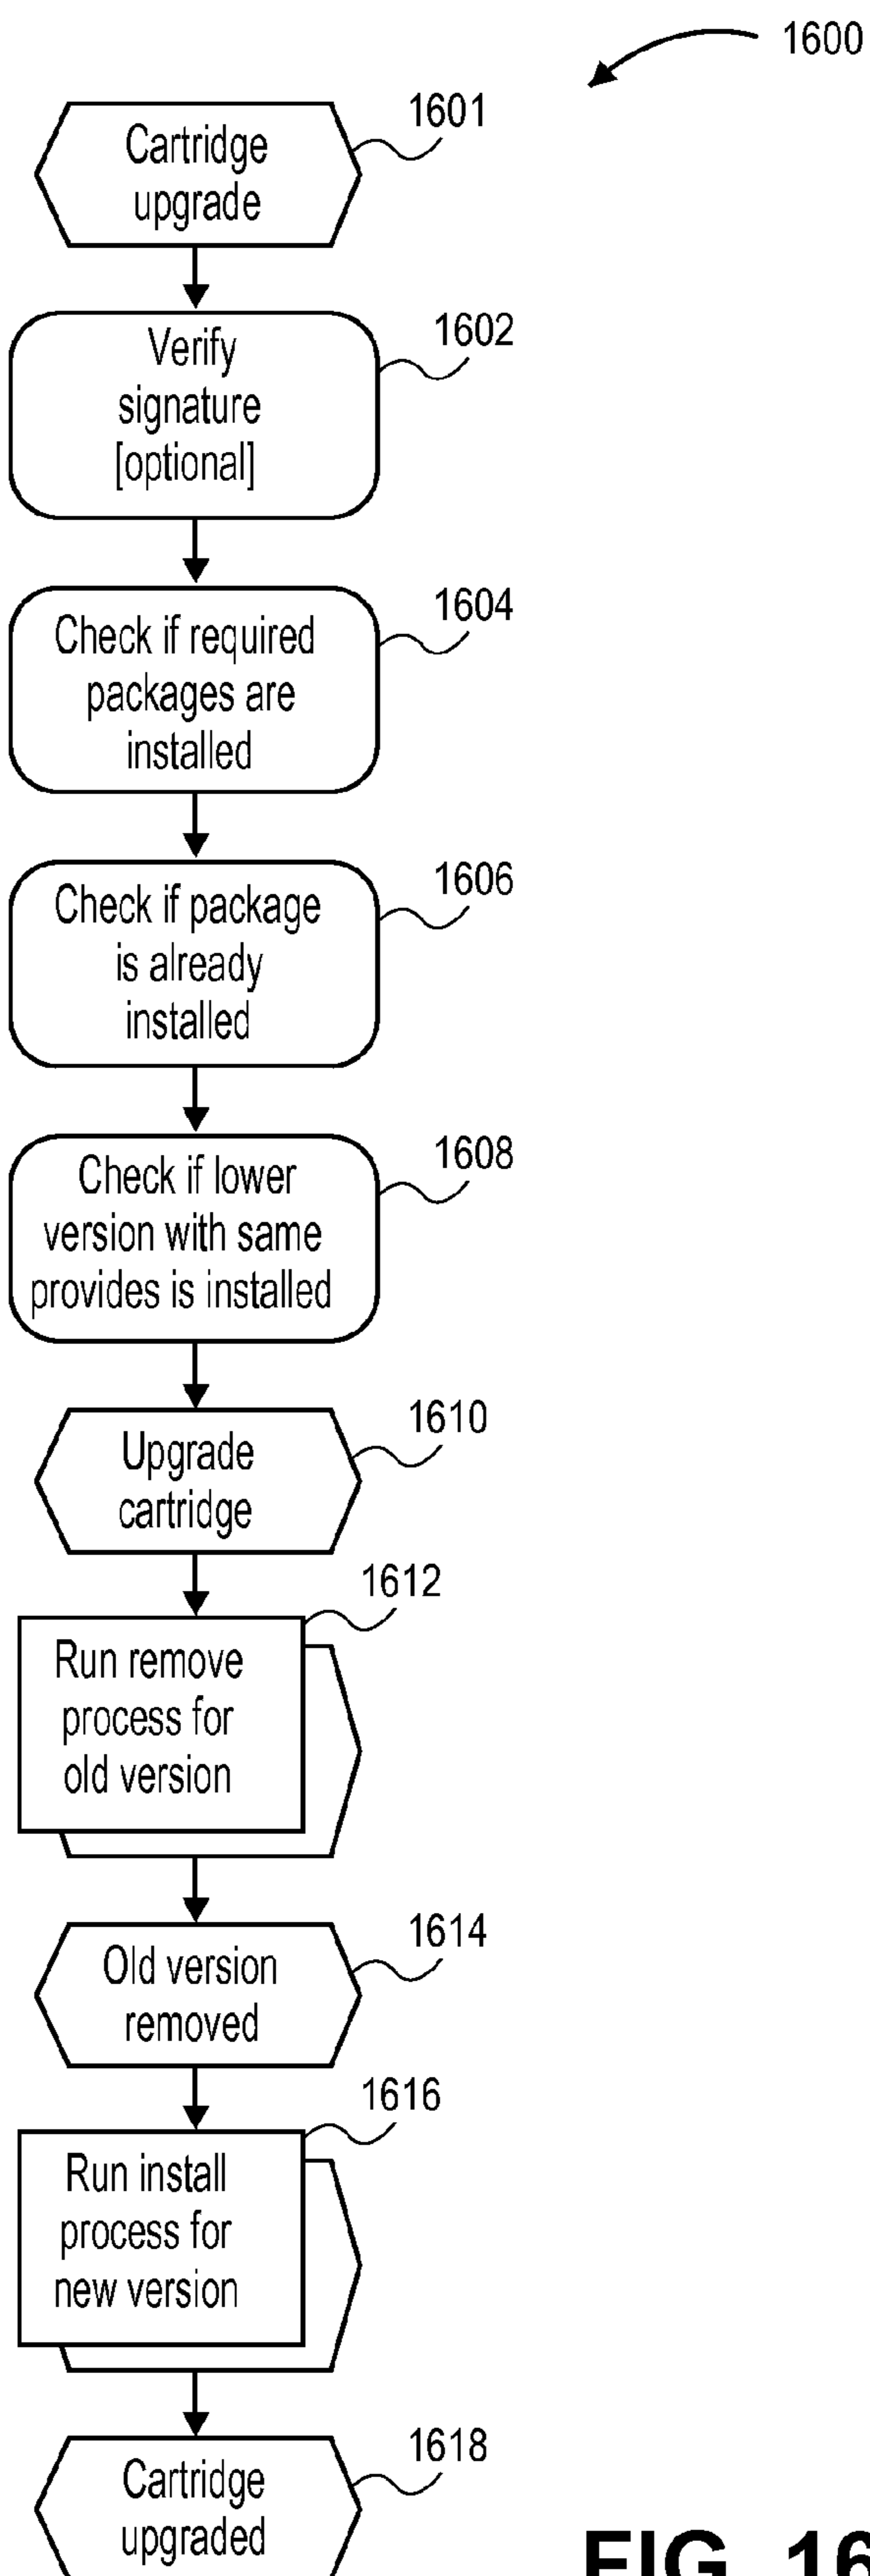 1600
1601
Cartridge
upgrade
1602
Verify
signature
[optional]
1604
Check if required
packages are
installed
1606
Check if package
is already
installed
1608
Check if lower
version with same
provides is installed
1610
Upgrade
cartridge
1612
Run remove
process for
old version
1614
Old version
removed
1616
Run install
process for
new version
1618
Cartridge
upgraded
FIG. 16